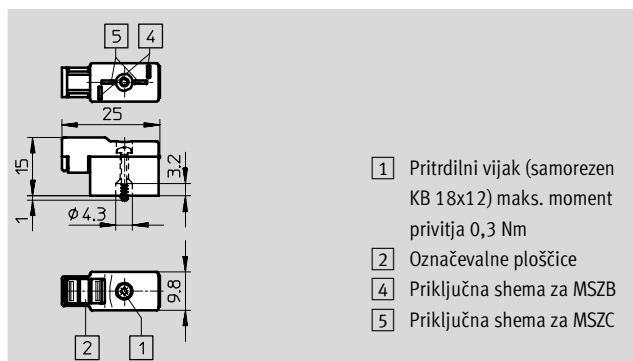 5 4
25
15
3.2
1
ø4.3
9.8
2 1
1 Pritrdilni vijak (samorezen
KB 18x12) maks. moment
privitja 0,3 Nm
2 Označevalne ploščice
4 Priključna shema za MSZB
5 Priključna shema za MSZC